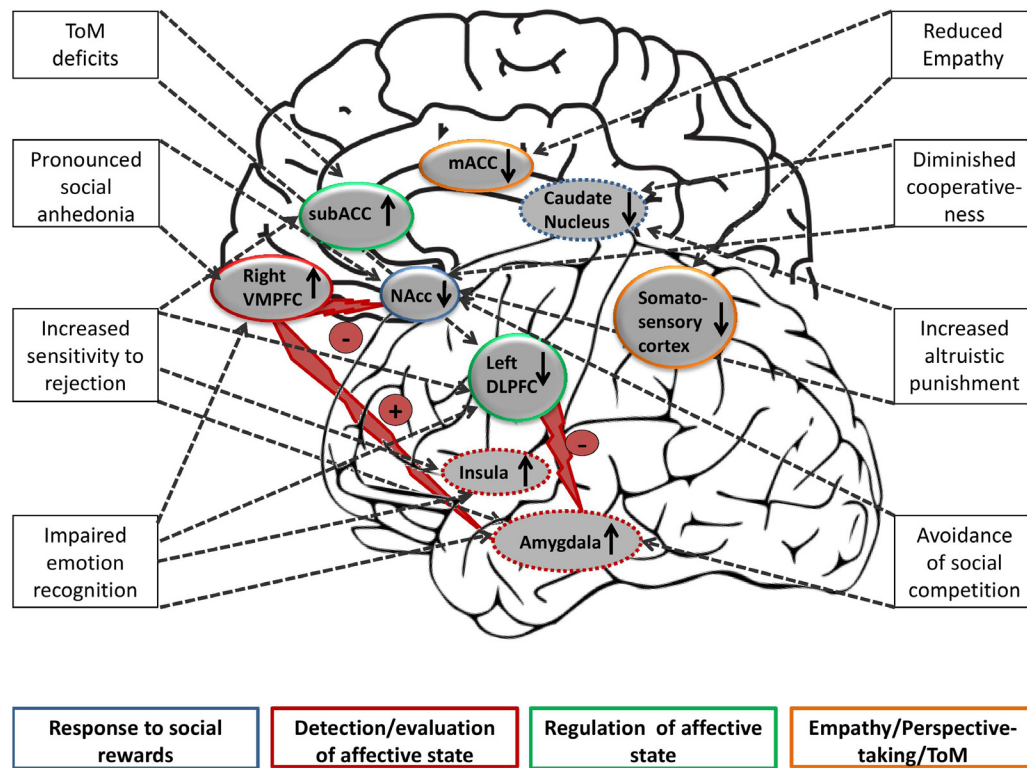 ToM
deficits
Reduced
Empathy
Pronounced
social
anhedonia
Diminished
cooperative-
ness
mACC
Caudate
Nucleus
subACC
Right
VMPFC
NAcc
Somato-
sensory
cortex
Increased
sensitivity to
rejection
Increased
altruistic
punishment
-
Left
DLPFC
+
-
Insula
Amygdala
Impaired
emotion
recognition
Avoidance
of social
competition
Response to social
rewards
Detection/evaluation
of affective state
Regulation of affective
state
Empathy/Perspective-
taking/ToM